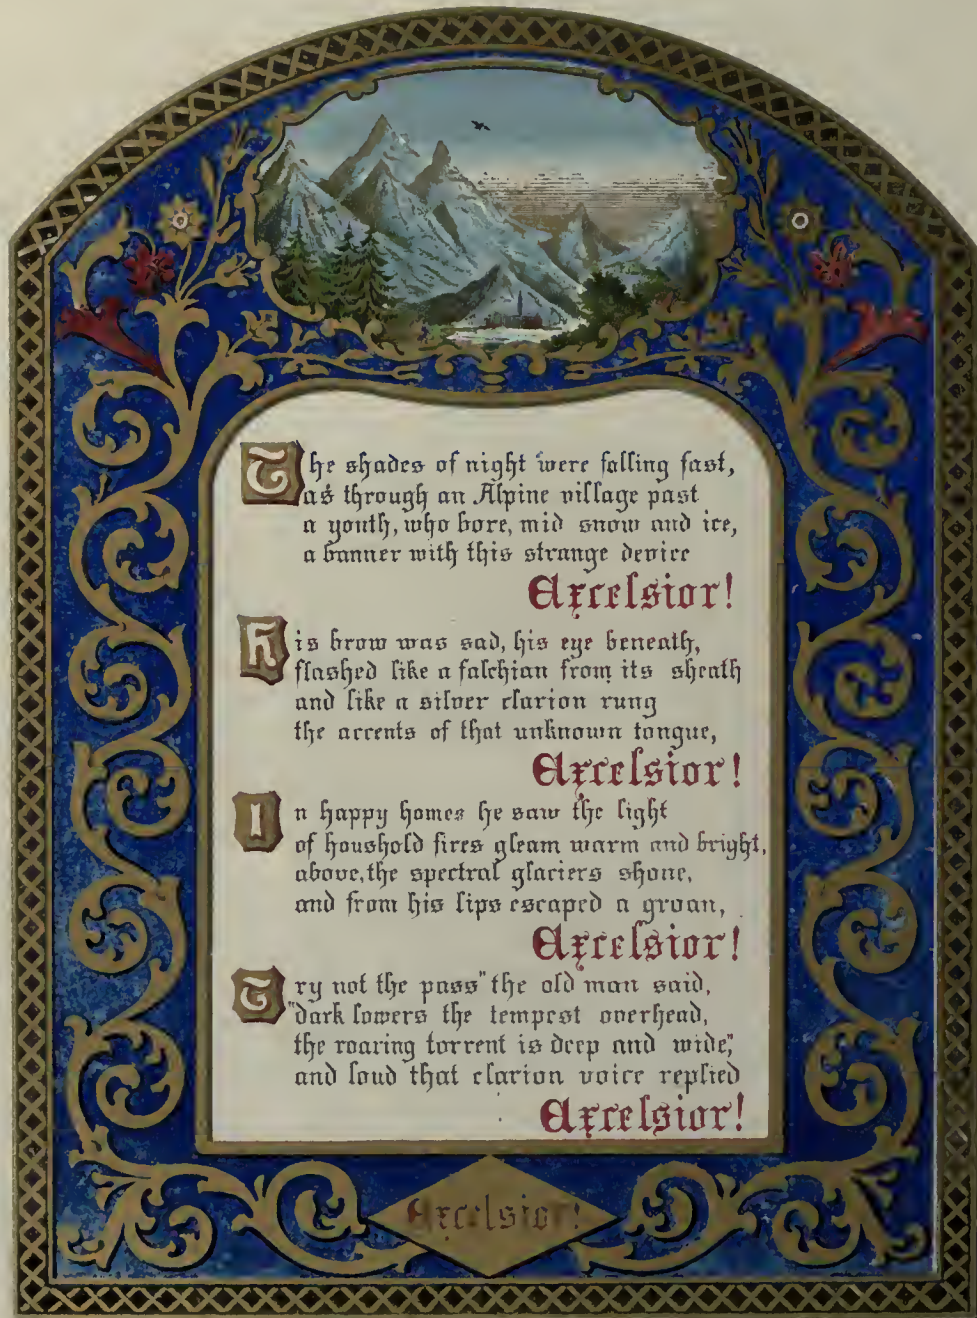 The shades of night were falling fast,
as through an Alpine village past
a youth, who bore, mid snow and ice,
a banner with this strange device
Excelsior!
His brow was sad, his eye beneath,
flashed like a falchian from its sheath
and like a silver clarion rung
the accents of that unknown tongue,
Excelsior!
In happy homes he saw the light
of houshold fires gleam warm and bright,
above, the spectral glaciers shone,
and from his lips escaped a groan,
Excelsior!
Try not the pass" the old man said,
"dark lowers the tempest overhead,
the roaring torrent is deep and wide,"
and loud that clarion voice replied
Excelsior!
Excelsior!